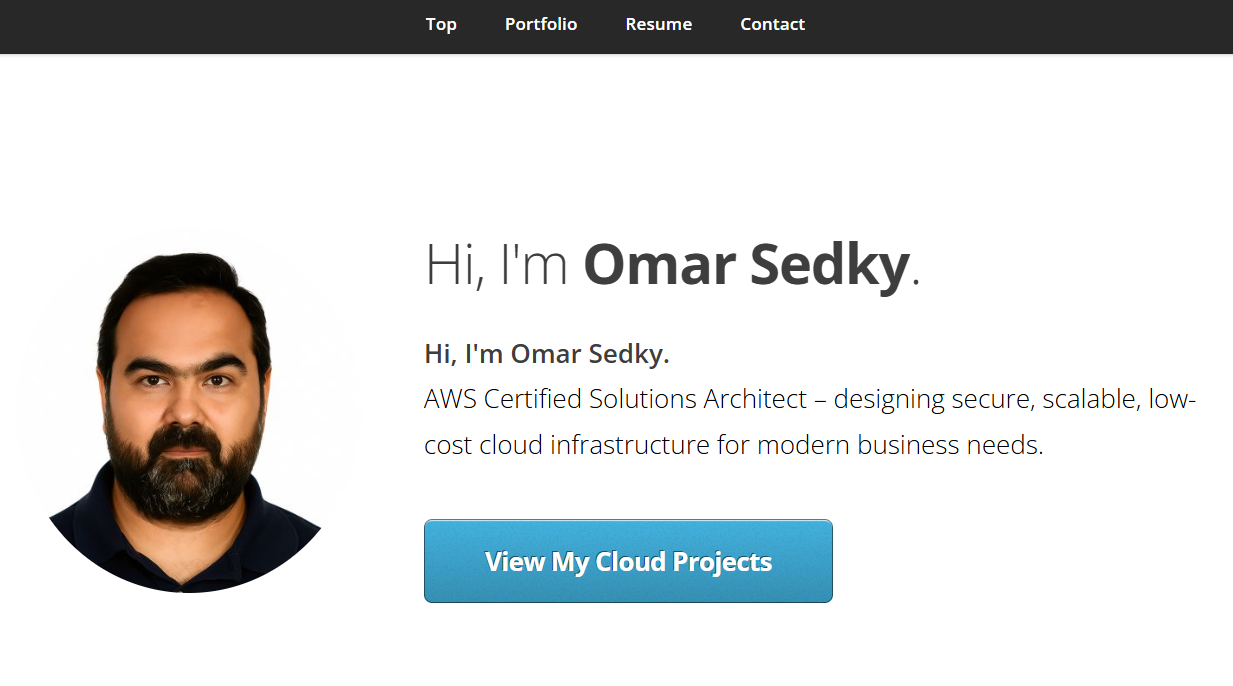 Top Portfolio Resume Contact
Hi, I'm Omar Sedky.
Hi, I'm Omar Sedky.
AWS Certified Solutions Architect – designing secure, scalable, low-
cost cloud infrastructure for modern business needs.
View My Cloud Projects